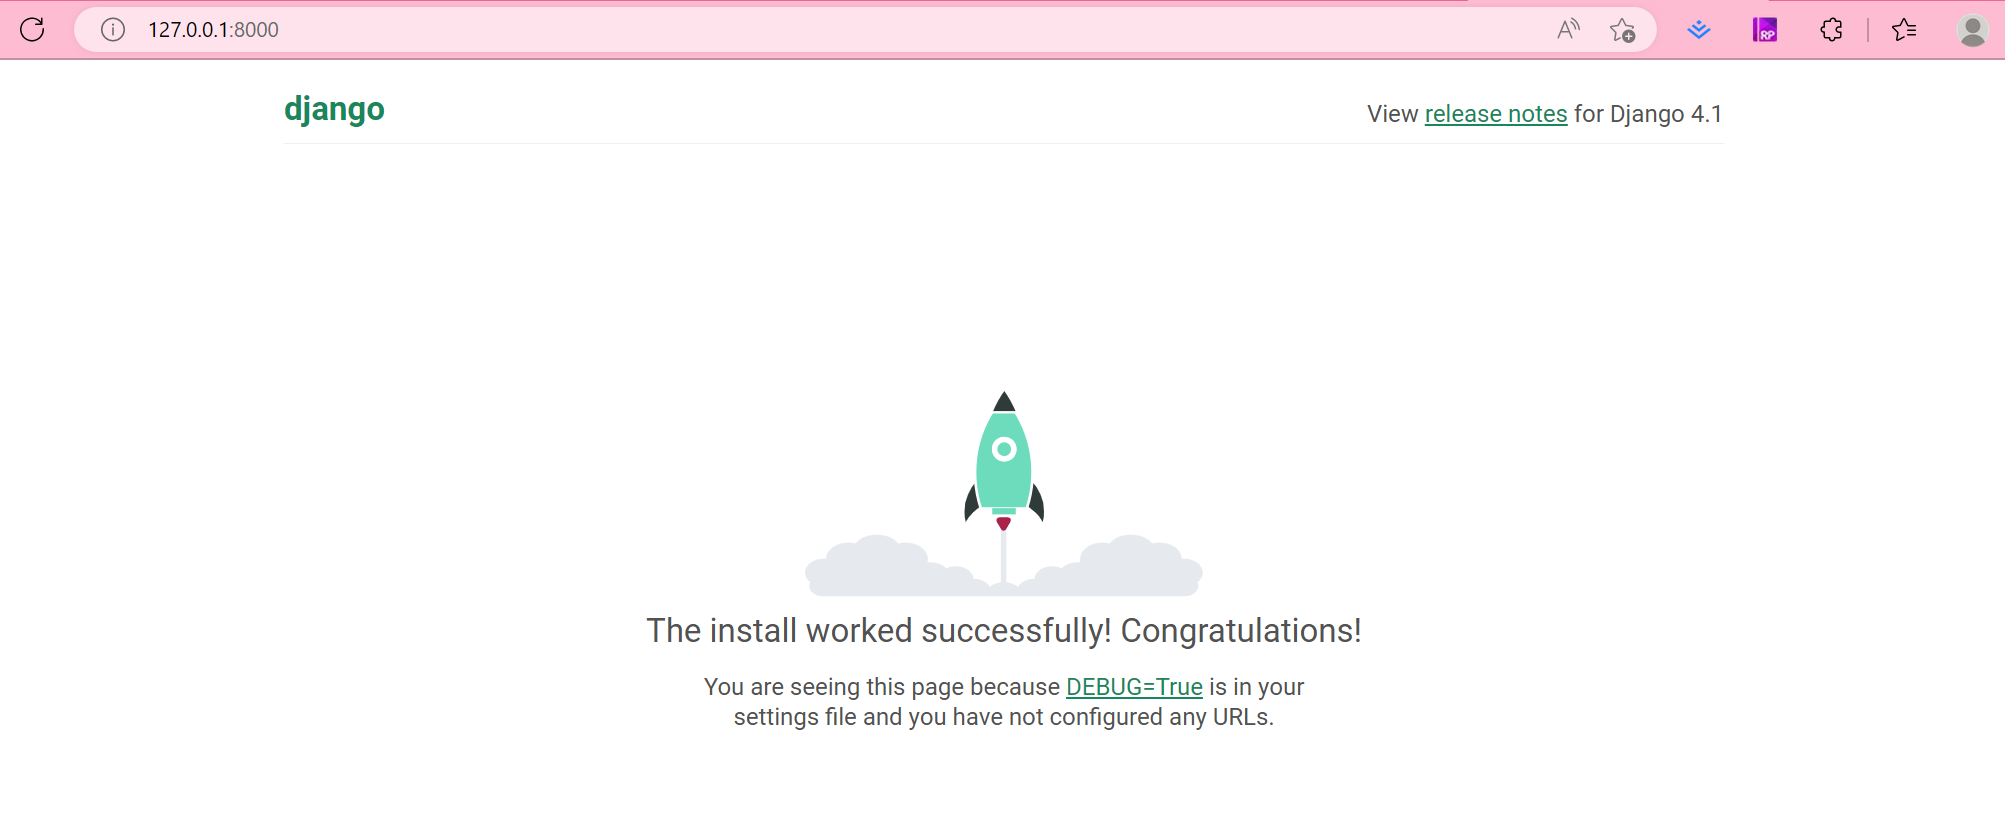 127.0.0.1:8000
django
View release notes for Django 4.1
The install worked successfully! Congratulations!
You are seeing this page because DEBUG=True is in your
settings file and you have not configured any URLs.